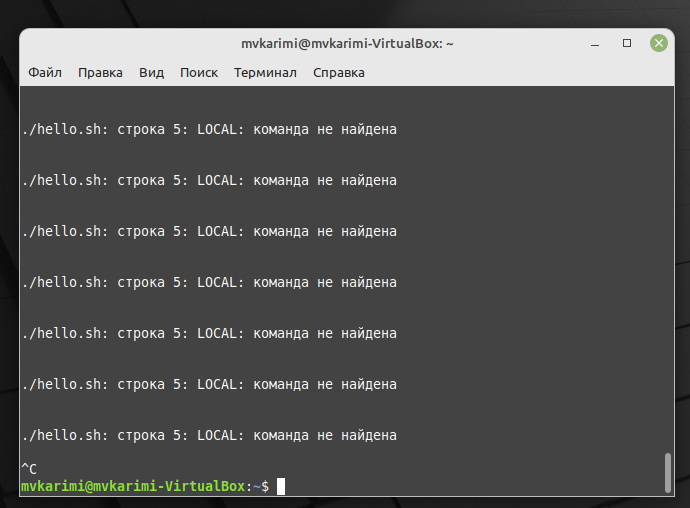 mvkarimi@mvkarimi-VirtualBox: ~
Файл Правка Вид Поиск Терминал Справка
./hello.sh: строка 5: LOCAL: команда не найдена
./hello.sh: строка 5: LOCAL: команда не найдена
./hello.sh: строка 5: LOCAL: команда не найдена
./hello.sh: строка 5: LOCAL: команда не найдена
./hello.sh: строка 5: LOCAL: команда не найдена
./hello.sh: строка 5: LOCAL: команда не найдена
./hello.sh: строка 5: LOCAL: команда не найдена
^C
mvkarimi@mvkarimi-VirtualBox:~$